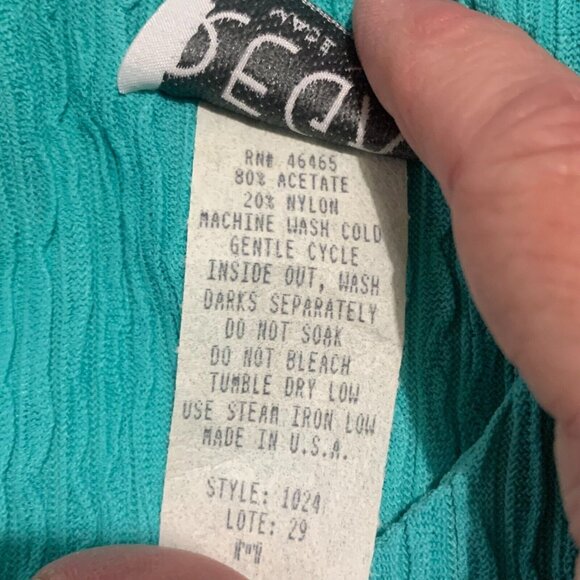 RN# 46465
80% ACETATE
20% NYLON
MACHINE WASH COLD
GENTLE CYCLE
INSIDE OUT, WASH
DARKS SEPARATELY
DO NOT SOAK
DO NOT BLEACH
TUMBLE DRY LOW
USE STEAM IRON LOW
MADE IN U.S.A.
STYLE: 1024
LOTE: 29
"M"